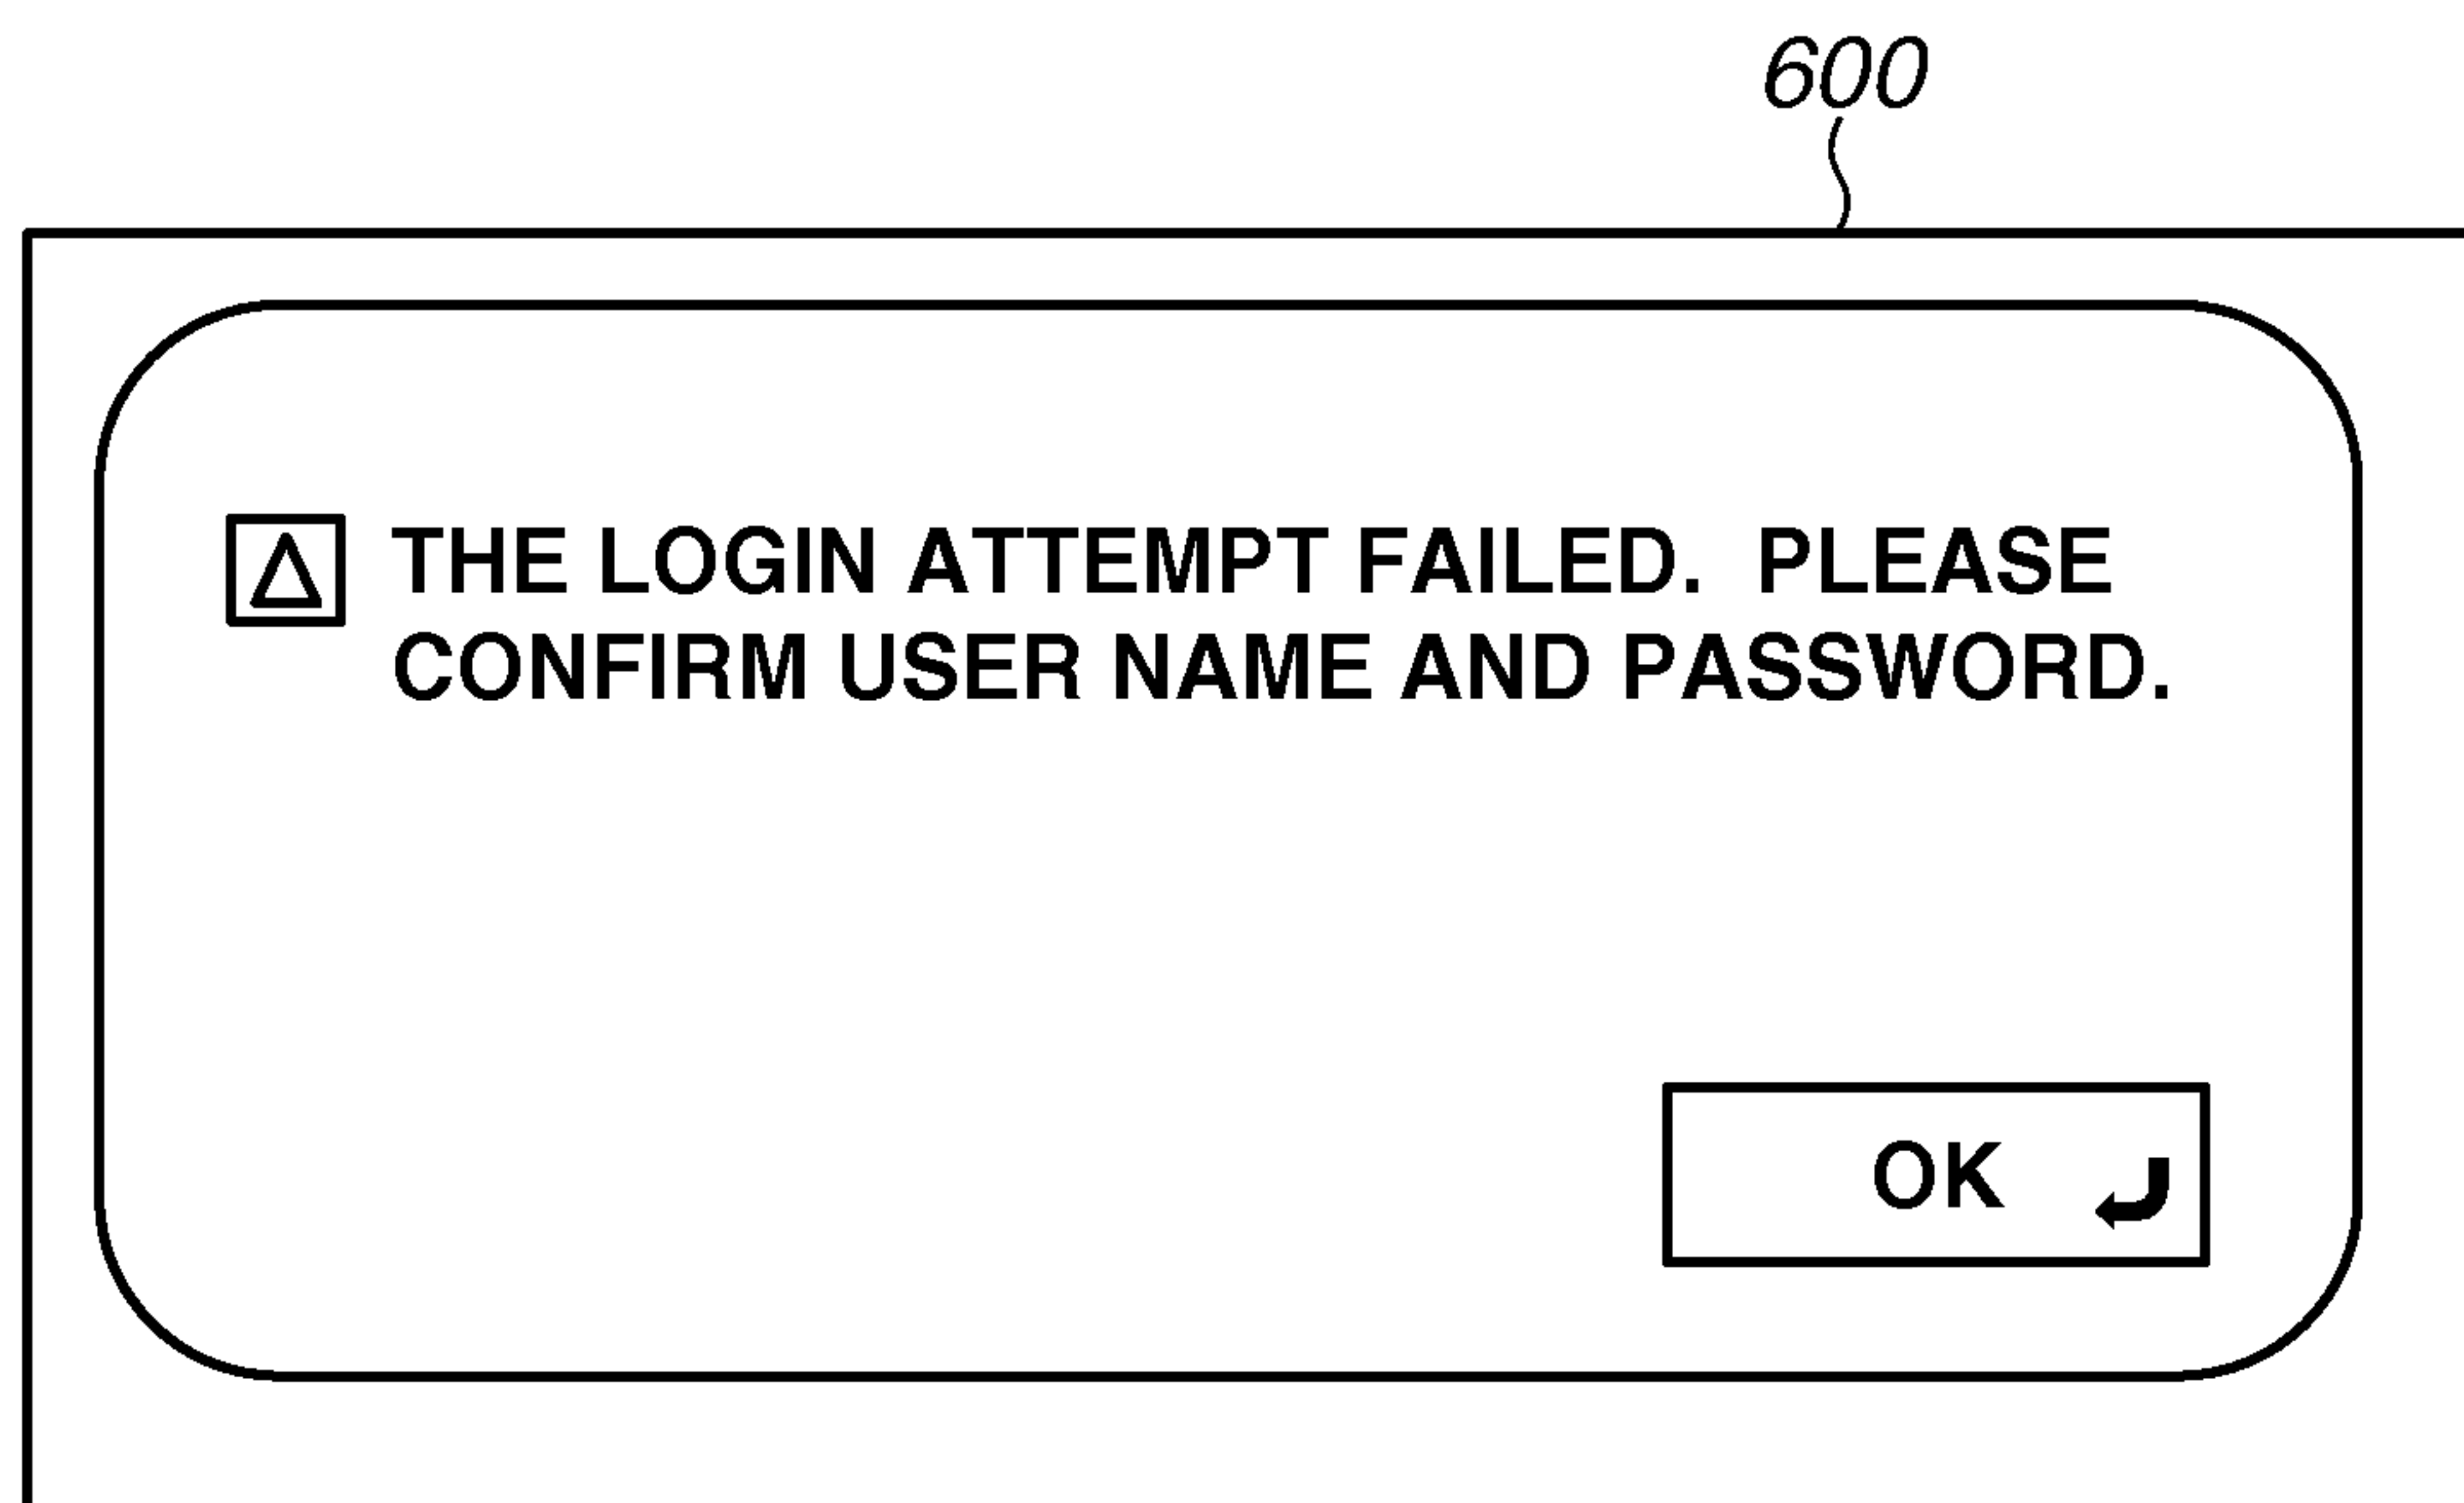 600
THE LOGIN ATTEMPT FAILED. PLEASE
CONFIRM USER NAME AND PASSWORD.
OK